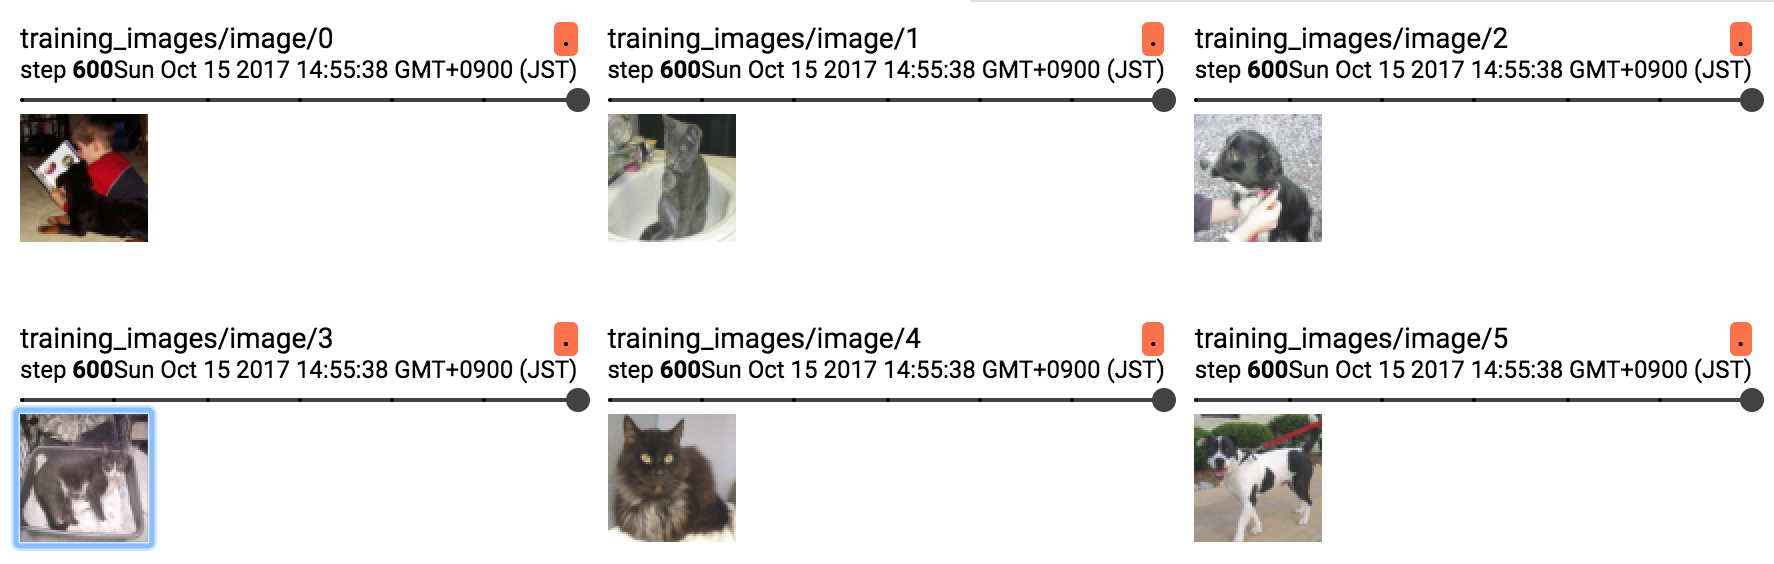 training_images/image/0 .
step 600Sun Oct 15 2017 14:55:38 GMT+0900 (JST)
training_images/image/1 .
step 600Sun Oct 15 2017 14:55:38 GMT+0900 (JST)
training_images/image/2 .
step 600Sun Oct 15 2017 14:55:38 GMT+0900 (JST)
training_images/image/3 .
step 600Sun Oct 15 2017 14:55:38 GMT+0900 (JST)
training_images/image/4 .
step 600Sun Oct 15 2017 14:55:38 GMT+0900 (JST)
training_images/image/5 .
step 600Sun Oct 15 2017 14:55:38 GMT+0900 (JST)